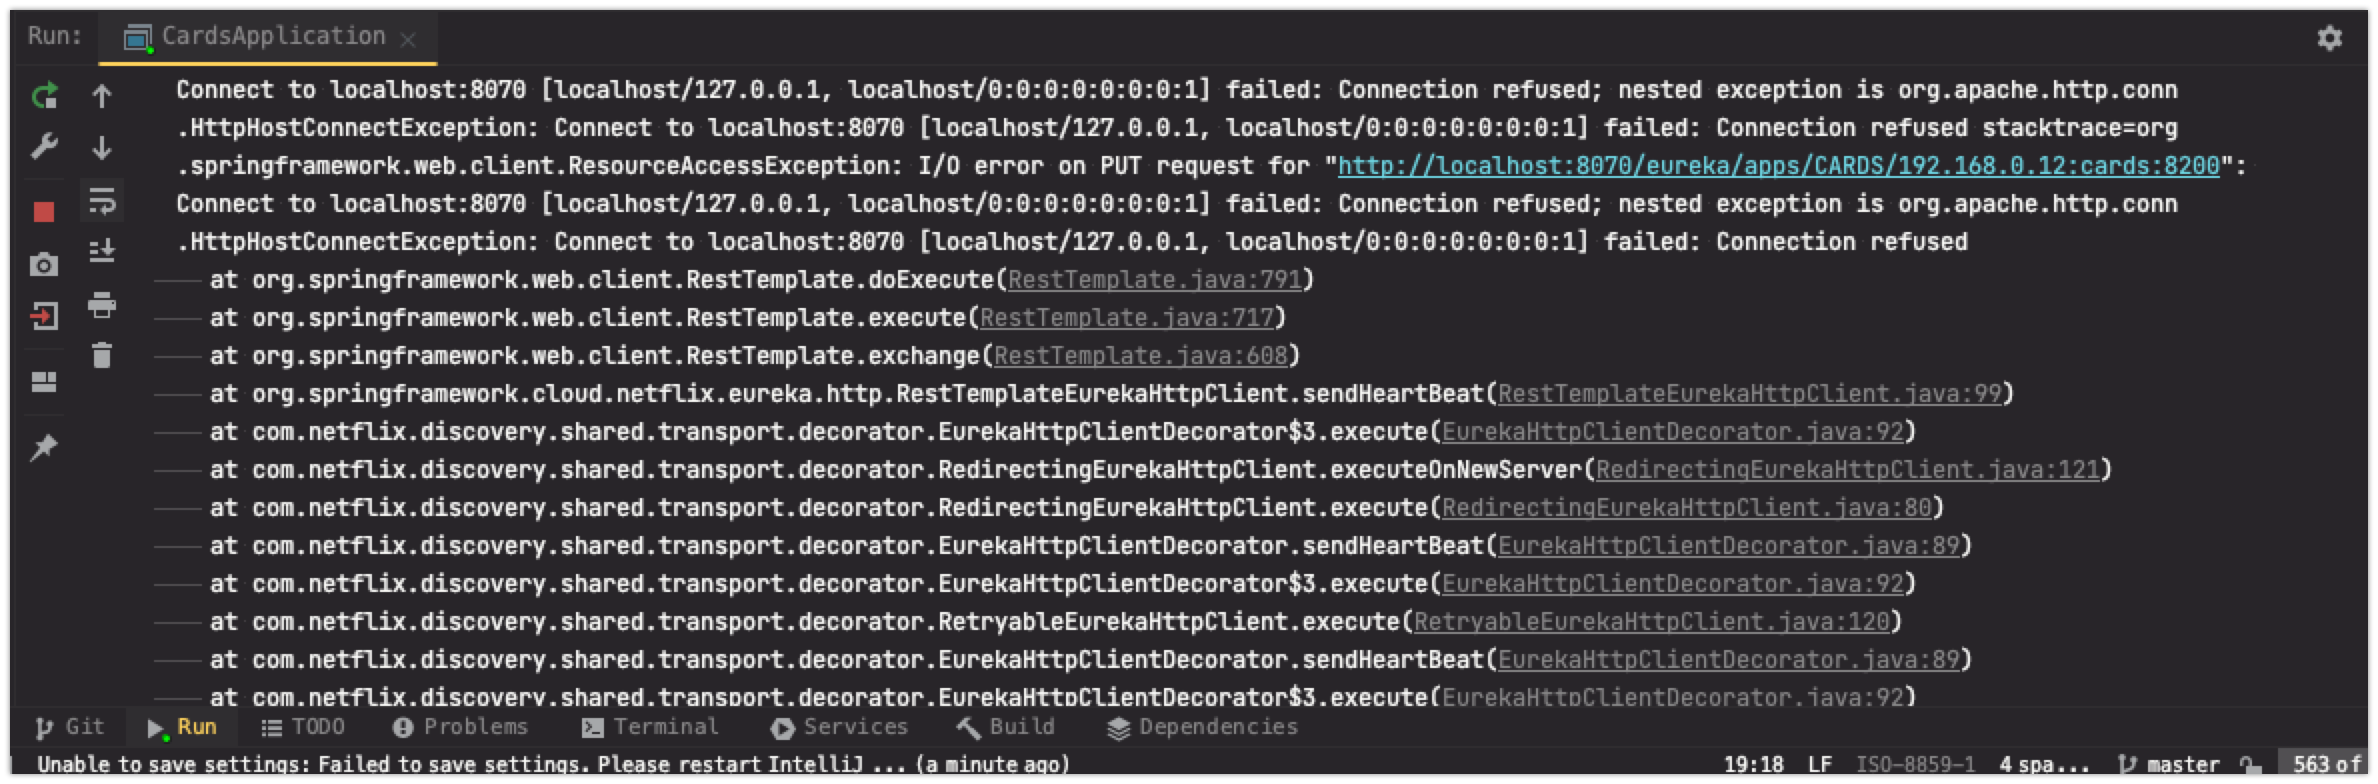 Run: CardsApplication
Connect to localhost:8070 [localhost/127.0.0.1, localhost/0:0:0:0:0:0:0:1] failed: Connection refused; nested exception is org.apache.http.conn
.HttpHostConnectException: Connect to localhost:8070 [localhost/127.0.0.1, localhost/0:0:0:0:0:0:0:1] failed: Connection refused stacktrace=org
.springframework.web.client.ResourceAccessException: I/O error on PUT request for "http://localhost:8070/eureka/apps/CARDS/192.168.0.12:cards:8200":
Connect to localhost:8070 [localhost/127.0.0.1, localhost/0:0:0:0:0:0:0:1] failed: Connection refused; nested exception is org.apache.http.conn
.HttpHostConnectException: Connect to localhost:8070 [localhost/127.0.0.1, localhost/0:0:0:0:0:0:0:1] failed: Connection refused
at org.springframework.web.client.RestTemplate.doExecute(RestTemplate.java:791)
at org.springframework.web.client.RestTemplate.execute(RestTemplate.java:717)
at org.springframework.web.client.RestTemplate.exchange(RestTemplate.java:608)
at org.springframework.cloud.netflix.eureka.http.RestTemplateEurekaHttpClient.sendHeartBeat(RestTemplateEurekaHttpClient.java:99)
at com.netflix.discovery.shared.transport.decorator.EurekaHttpClientDecorator$3.execute(EurekaHttpClientDecorator.java:92)
at com.netflix.discovery.shared.transport.decorator.RedirectingEurekaHttpClient.executeOnNewServer(RedirectingEurekaHttpClient.java:121)
at com.netflix.discovery.shared.transport.decorator.RedirectingEurekaHttpClient.execute(RedirectingEurekaHttpClient.java:80)
at com.netflix.discovery.shared.transport.decorator.EurekaHttpClientDecorator.sendHeartBeat(EurekaHttpClientDecorator.java:89)
at com.netflix.discovery.shared.transport.decorator.EurekaHttpClientDecorator$3.execute(EurekaHttpClientDecorator.java:92)
at com.netflix.discovery.shared.transport.decorator.RetryableEurekaHttpClient.execute(RetryableEurekaHttpClient.java:120)
at com.netflix.discovery.shared.transport.decorator.EurekaHttpClientDecorator.sendHeartBeat(EurekaHttpClientDecorator.java:89)
at com.netflix.discovery.shared.transport.decorator.EurekaHttpClientDecorator$3.execute(EurekaHttpClientDecorator.java:92)
Git Run TODO Problems Terminal Services Build Dependencies
Unable to save settings: Failed to save settings. Please restart IntelliJ ... (a minute ago) 19:18 LF ISO-8859-1 4 spa... master 563 of